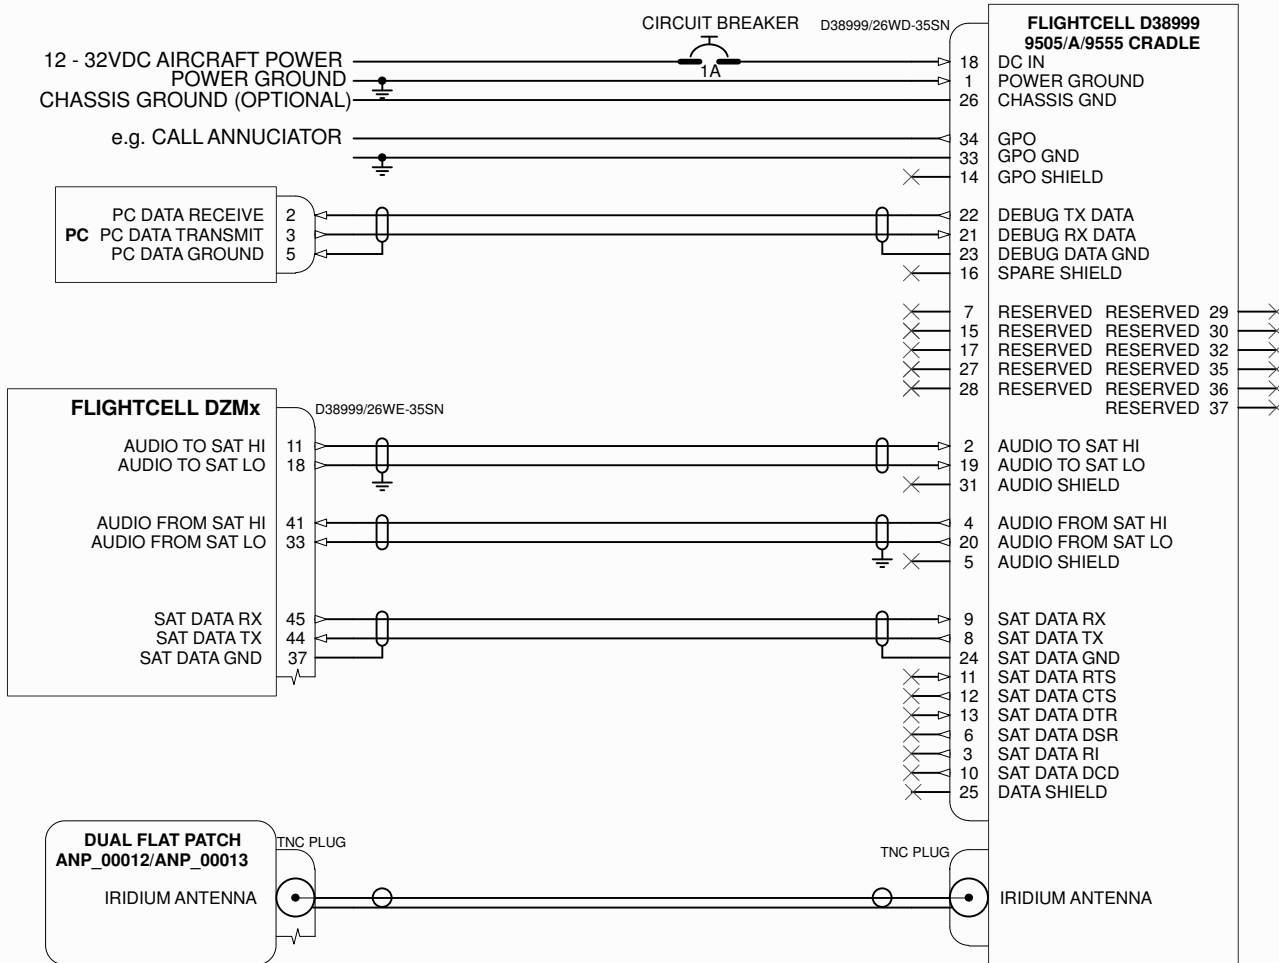 CIRCUIT BREAKER D38999/26WD-35SN FLIGHTCELL D38999
9505/A/9555 CRADLE
12 - 32VDC AIRCRAFT POWER 1A 18 DC IN
POWER GROUND 1 POWER GROUND
CHASSIS GROUND (OPTIONAL) 26 CHASSIS GND
e.g. CALL ANNUCIATOR 34 GPO
33 GPO GND
14 GPO SHIELD
PC DATA RECEIVE 2 22 DEBUG TX DATA
PC PC DATA TRANSMIT 3 21 DEBUG RX DATA
PC DATA GROUND 5 23 DEBUG DATA GND
16 SPARE SHIELD
7 RESERVED RESERVED 29
15 RESERVED RESERVED 30
17 RESERVED RESERVED 32
27 RESERVED RESERVED 35
28 RESERVED RESERVED 36
FLIGHTCELL DZMx D38999/26WE-35SN RESERVED 37
AUDIO TO SAT HI 11 2 AUDIO TO SAT HI
AUDIO TO SAT LO 18 19 AUDIO TO SAT LO
31 AUDIO SHIELD
AUDIO FROM SAT HI 41 4 AUDIO FROM SAT HI
AUDIO FROM SAT LO 33 20 AUDIO FROM SAT LO
5 AUDIO SHIELD
SAT DATA RX 45 9 SAT DATA RX
SAT DATA TX 44 8 SAT DATA TX
SAT DATA GND 37 24 SAT DATA GND
11 SAT DATA RTS
12 SAT DATA CTS
13 SAT DATA DTR
6 SAT DATA DSR
3 SAT DATA RI
10 SAT DATA DCD
25 DATA SHIELD
DUAL FLAT PATCH TNC PLUG TNC PLUG
ANP_00012/ANP_00013
IRIDIUM ANTENNA IRIDIUM ANTENNA